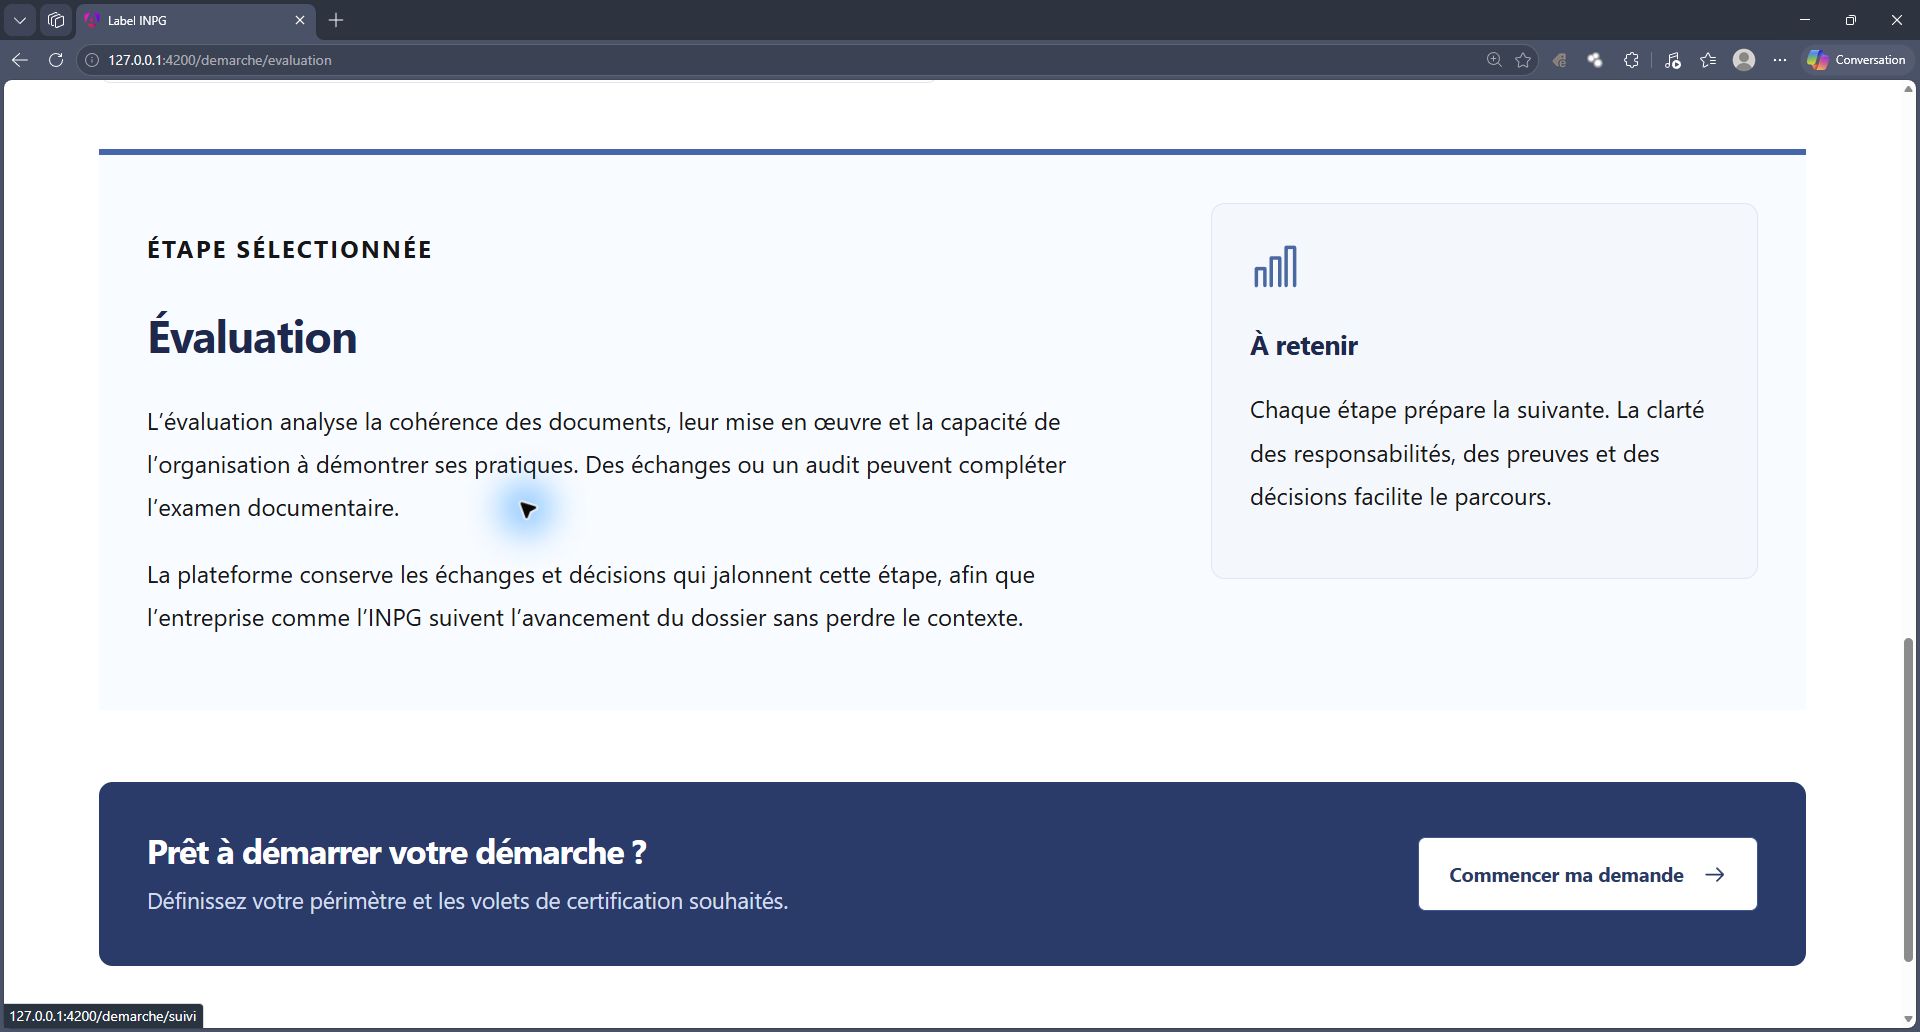 Label INPG
127.0.0.1:4200/demarche/evaluation
Conversation
ÉTAPE SÉLECTIONNÉE
Évaluation
L’évaluation analyse la cohérence des documents, leur mise en œuvre et la capacité de
l’organisation à démontrer ses pratiques. Des échanges ou un audit peuvent compléter
l’examen documentaire.
La plateforme conserve les échanges et décisions qui jalonnent cette étape, afin que
l’entreprise comme l’INPG suivent l’avancement du dossier sans perdre le contexte.
À retenir
Chaque étape prépare la suivante. La clarté
des responsabilités, des preuves et des
décisions facilite le parcours.
Prêt à démarrer votre démarche ?
Définissez votre périmètre et les volets de certification souhaités.
Commencer ma demande →
127.0.0.1:4200/demarche/suivi